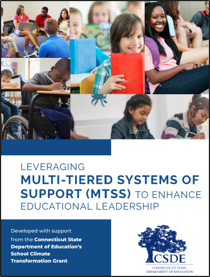 LEVERAGING
MULTI-TIERED SYSTEMS OF
SUPPORT (MTSS) TO ENHANCE
EDUCATIONAL LEADERSHIP
Developed with support
from the Connecticut State
Department of Education's
School Climate
Transformation Grant
CSDE
CONNECTICUT STATE
DEPARTMENT OF EDUCATION